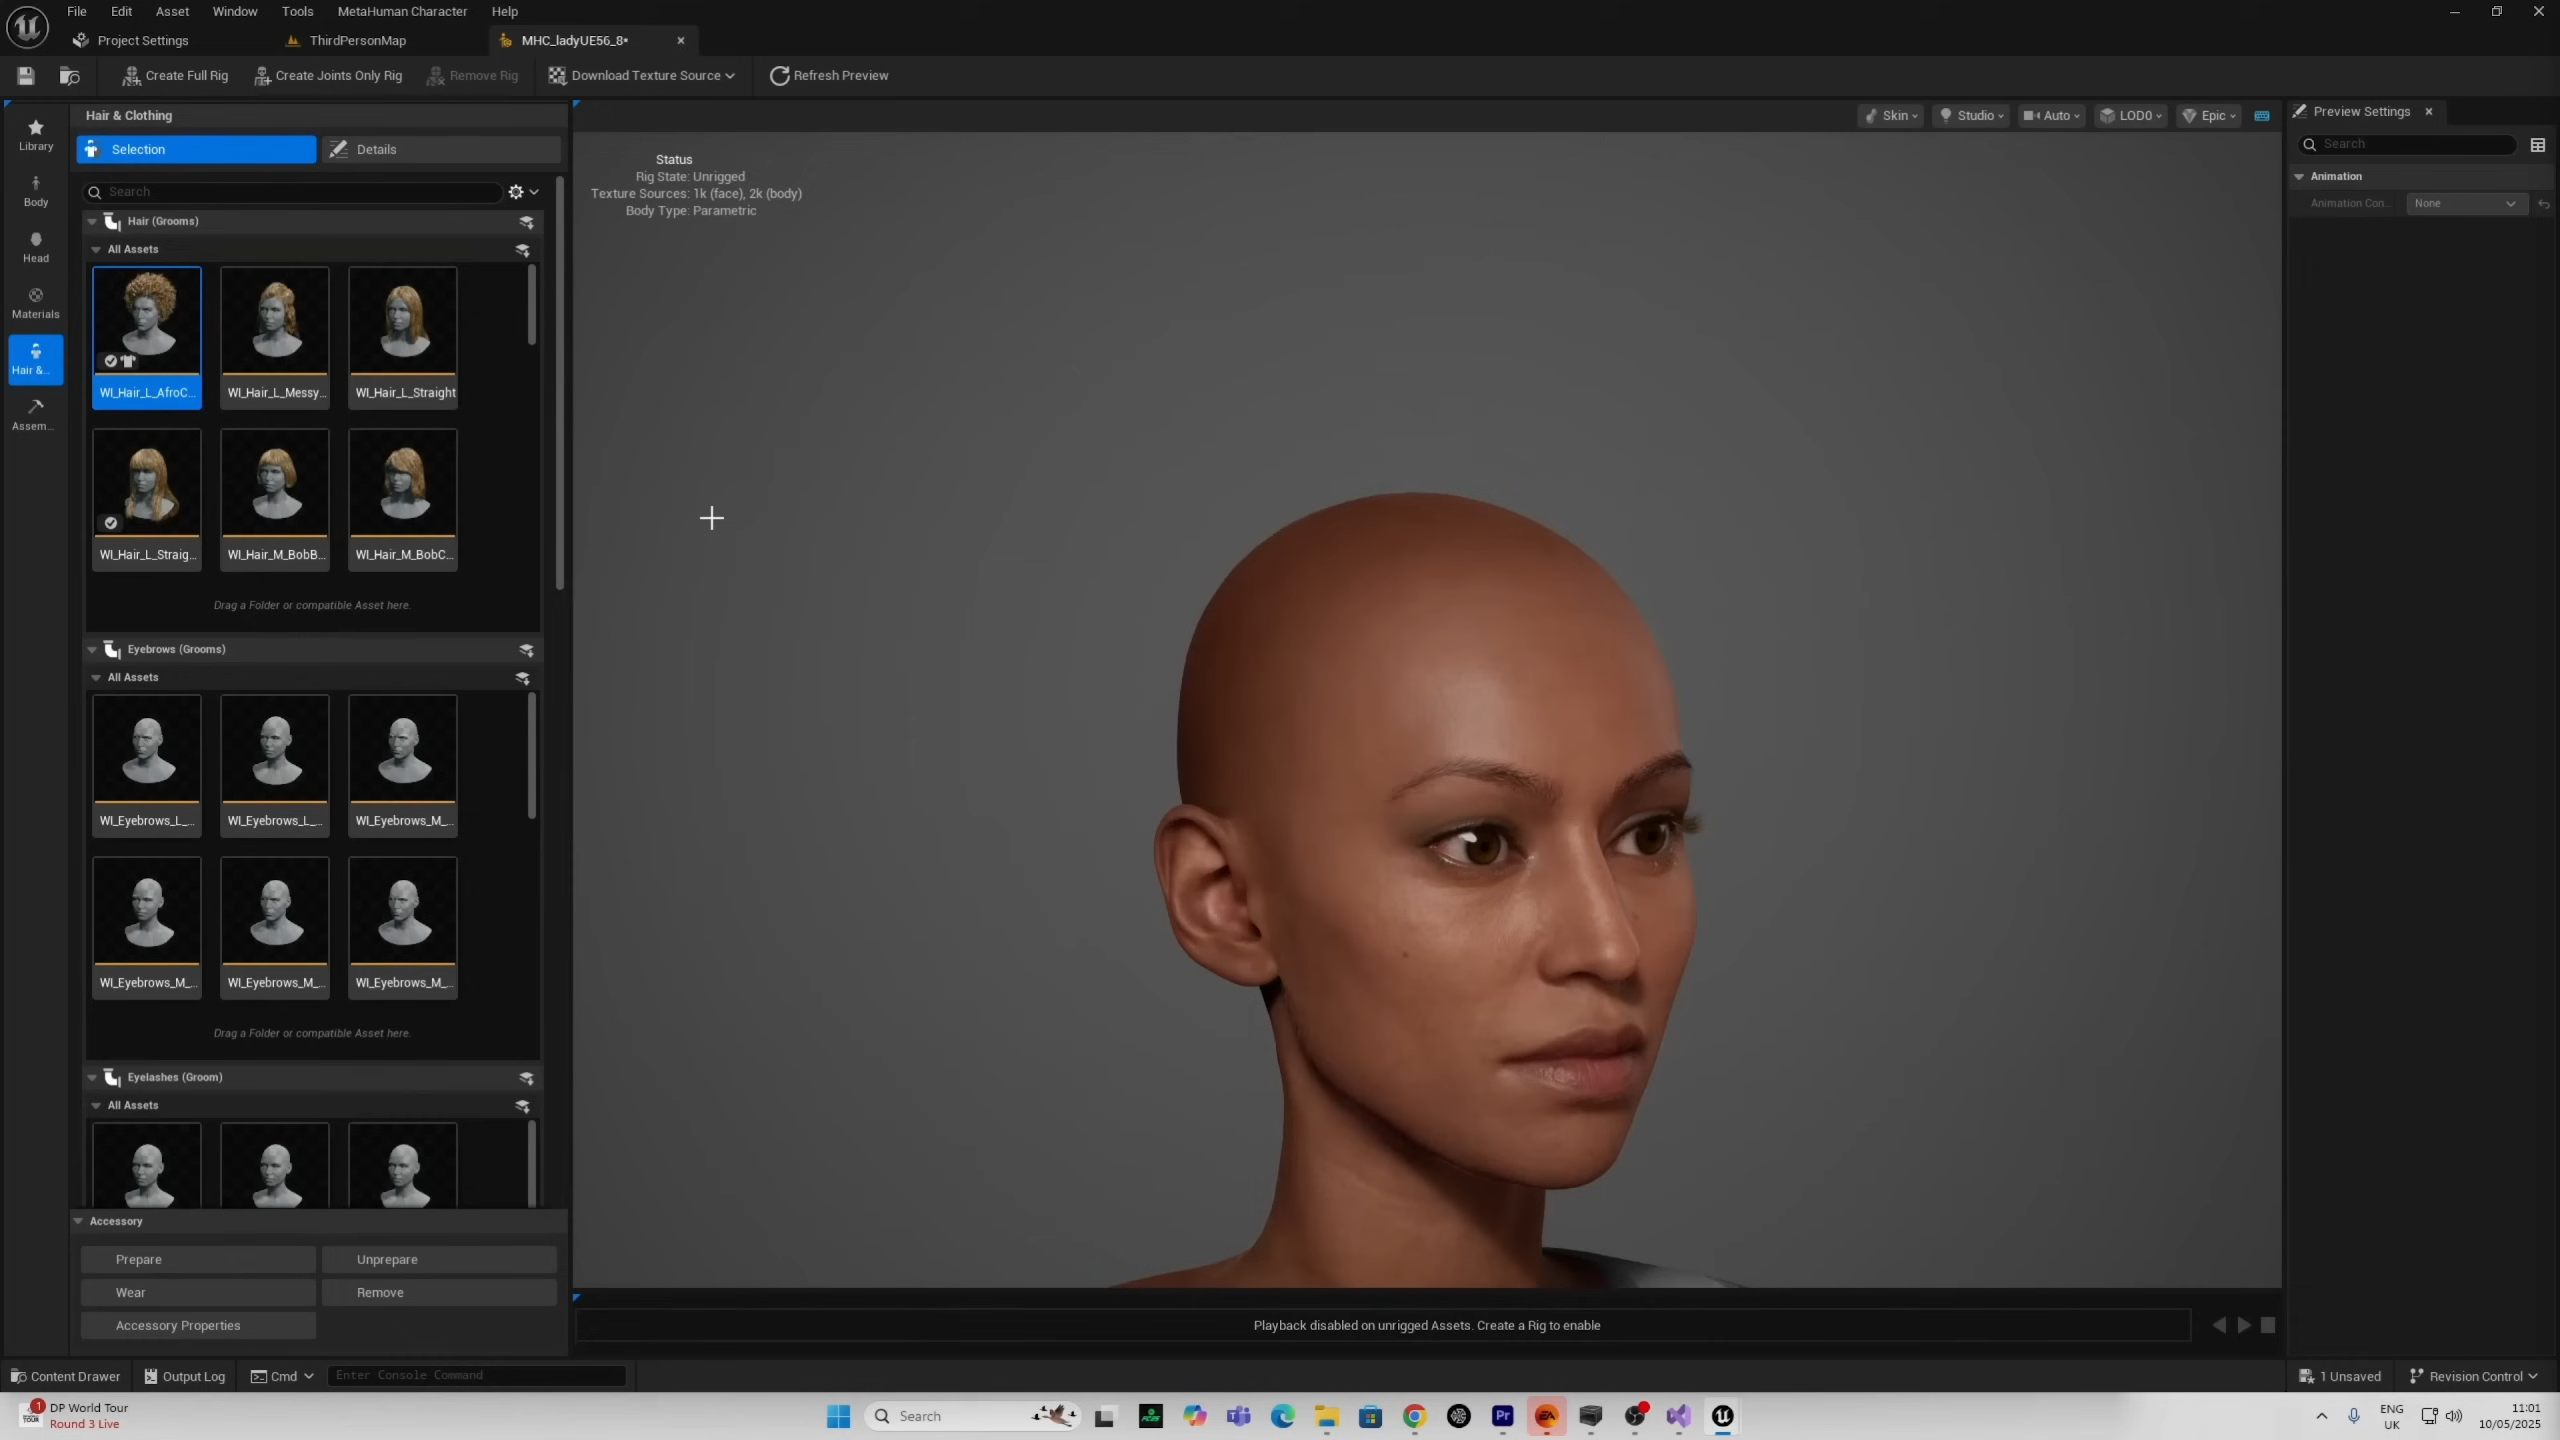 File Edit Asset Window Tools MetaHuman Character Help
Project Settings
ThirdPersonMap
MHC_ladyUE56_8*
Create Full Rig
Create Joints Only Rig
Remove Rig
Download Texture Source
Refresh Preview
Library
Body
Head
Materials
Hair &...
Assem...
Hair & Clothing
Selection
Details
Search
Hair (Grooms)
All Assets
WI_Hair_L_AfroC...
WI_Hair_L_Messy...
WI_Hair_L_Straight
WI_Hair_L_Straig...
WI_Hair_M_BobB...
WI_Hair_M_BobC...
Drag a Folder or compatible Asset here.
Eyebrows (Grooms)
All Assets
WI_Eyebrows_L_...
WI_Eyebrows_L_...
WI_Eyebrows_M_...
WI_Eyebrows_M_...
WI_Eyebrows_M_...
WI_Eyebrows_M_...
Drag a Folder or compatible Asset here.
Eyelashes (Groom)
All Assets
Accessory
Prepare
Unprepare
Wear
Remove
Accessory Properties
Status
Rig State: Unrigged
Texture Sources: 1k (face), 2k (body)
Body Type: Parametric
Skin
Studio
Auto
LOD0
Epic
Playback disabled on unrigged Assets. Create a Rig to enable
Preview Settings
Search
Animation
Animation Con...
None
Content Drawer
Output Log
Cmd
Enter Console Command
1 Unsaved
Revision Control
1
DP World Tour
Round 3 Live
Search
Pr
EA
ENG
UK
11:01
10/05/2025